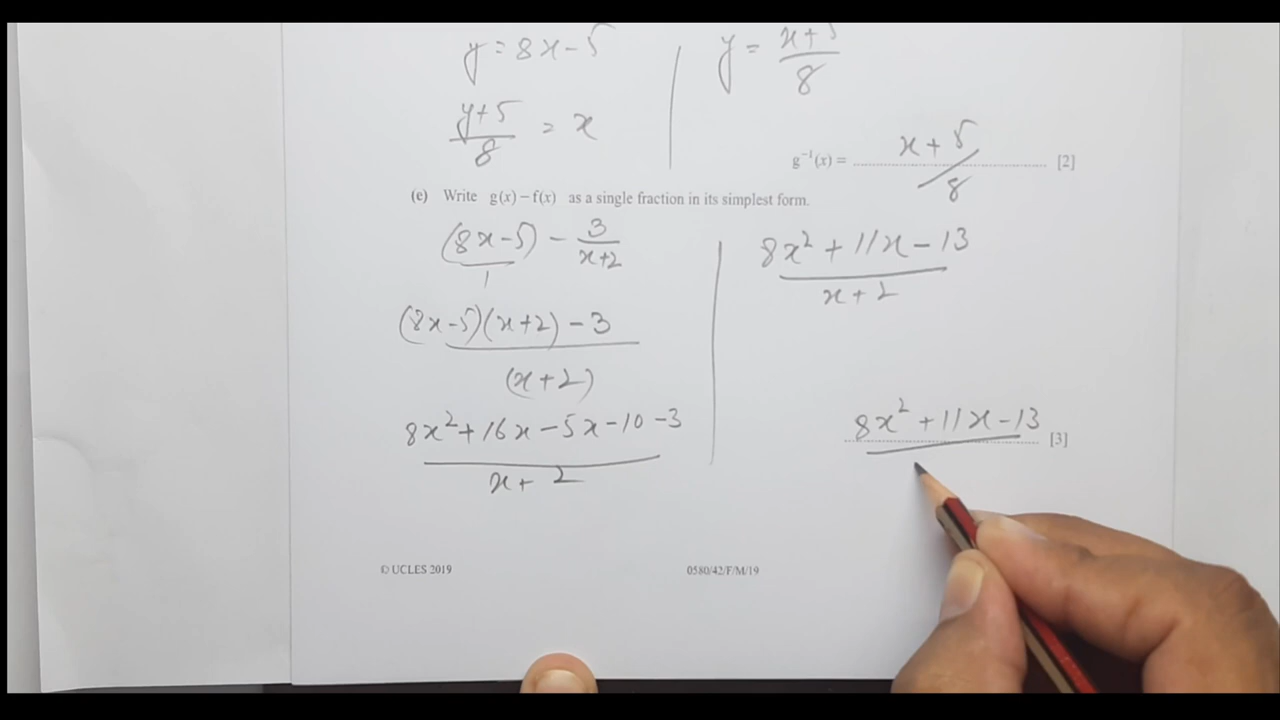 y = 8x - 5
y+5/8 = x
y = x+5/8
g⁻¹(x) = x + 5/8 [2]
(e) Write g(x) – f(x) as a single fraction in its simplest form.
(8x-5)/1 - 3/x+2
(8x-5)(x+2) - 3
(x+2)
8x² + 16x - 5x - 10 - 3
x + 2
8x² + 11x - 13
x + 2
8x² + 11x - 13 [3]
© UCLES 2019
0580/42/F/M/19